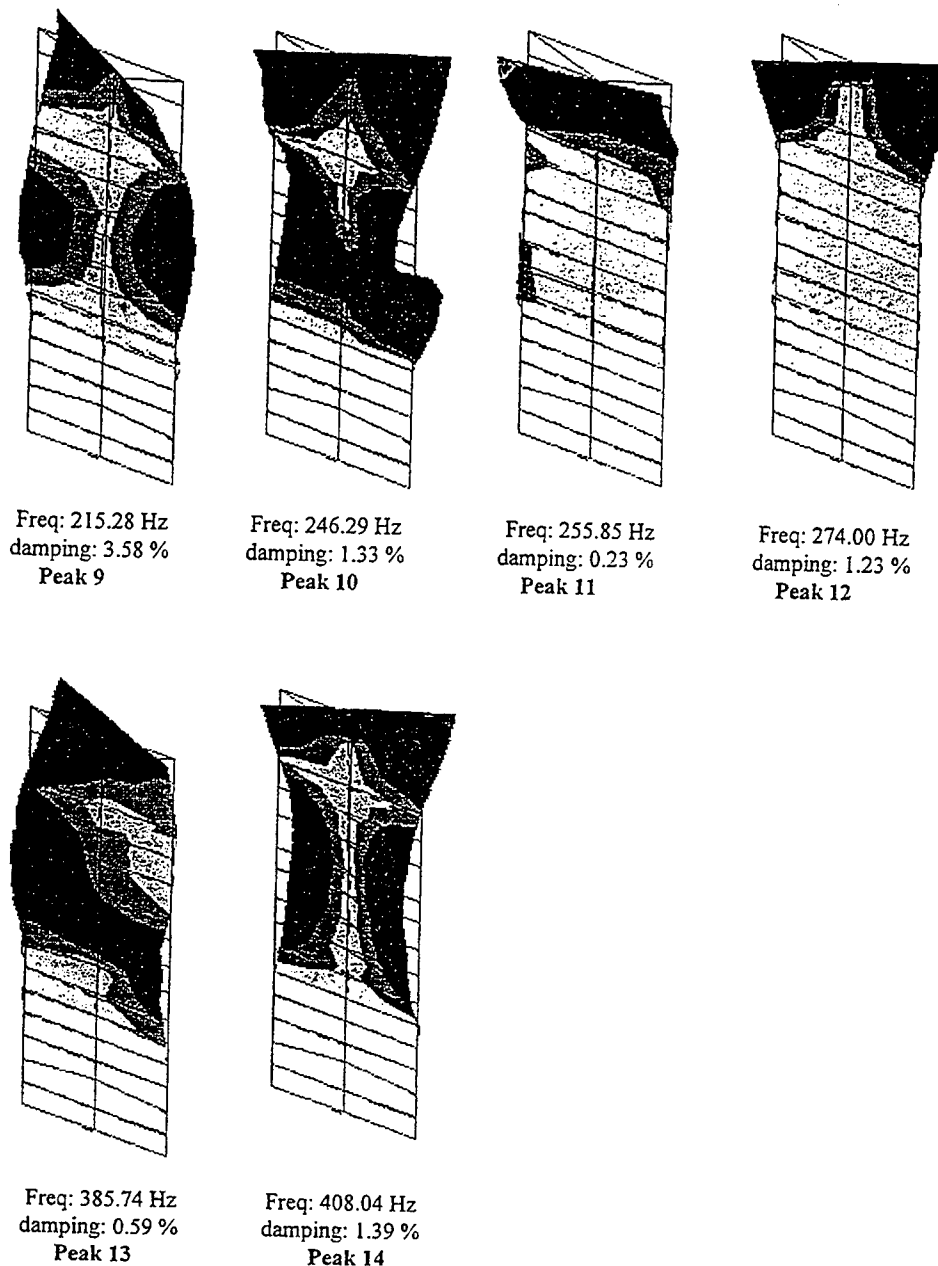 Freq: 215.28 Hz
damping: 3.58 %
Peak 9
Freq: 246.29 Hz
damping: 1.33 %
Peak 10
Freq: 255.85 Hz
damping: 0.23 %
Peak 11
Freq: 274.00 Hz
damping: 1.23 %
Peak 12
Freq: 385.74 Hz
damping: 0.59 %
Peak 13
Freq: 408.04 Hz
damping: 1.39 %
Peak 14